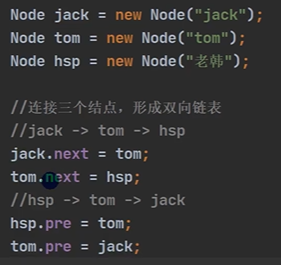 Node jack = new Node("jack");
Node tom = new Node("tom");
Node hsp = new Node("老韩");
//连接三个结点，形成双向链表
//jack -> tom -> hsp
jack.next = tom;
tom.next = hsp;
//hsp -> tom -> jack
hsp.pre = tom;
tom.pre = jack;